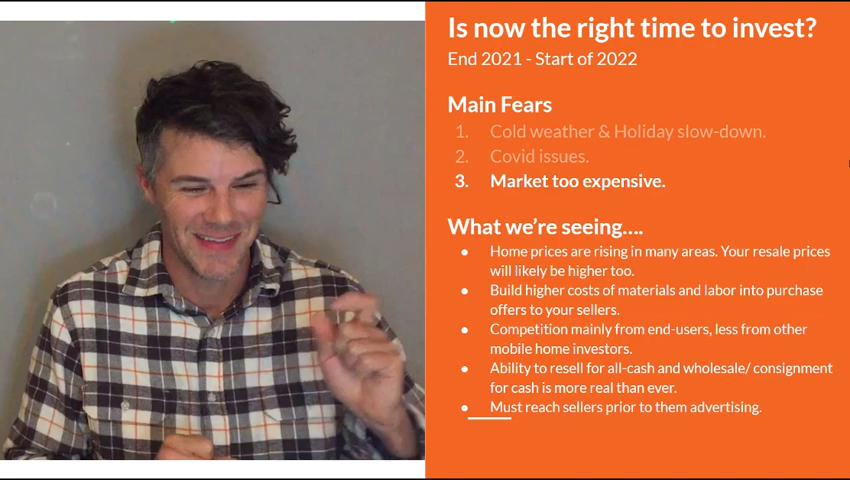 Is now the right time to invest?
End 2021 - Start of 2022
Main Fears
1. Cold weather & Holiday slow-down.
2. Covid issues.
3. Market too expensive.
What we're seeing....
● Home prices are rising in many areas. Your resale prices
will likely be higher too.
● Build higher costs of materials and labor into purchase
offers to your sellers.
● Competition mainly from end-users, less from other
mobile home investors.
● Ability to resell for all-cash and wholesale/ consignment
for cash is more real than ever.
● Must reach sellers prior to them advertising.